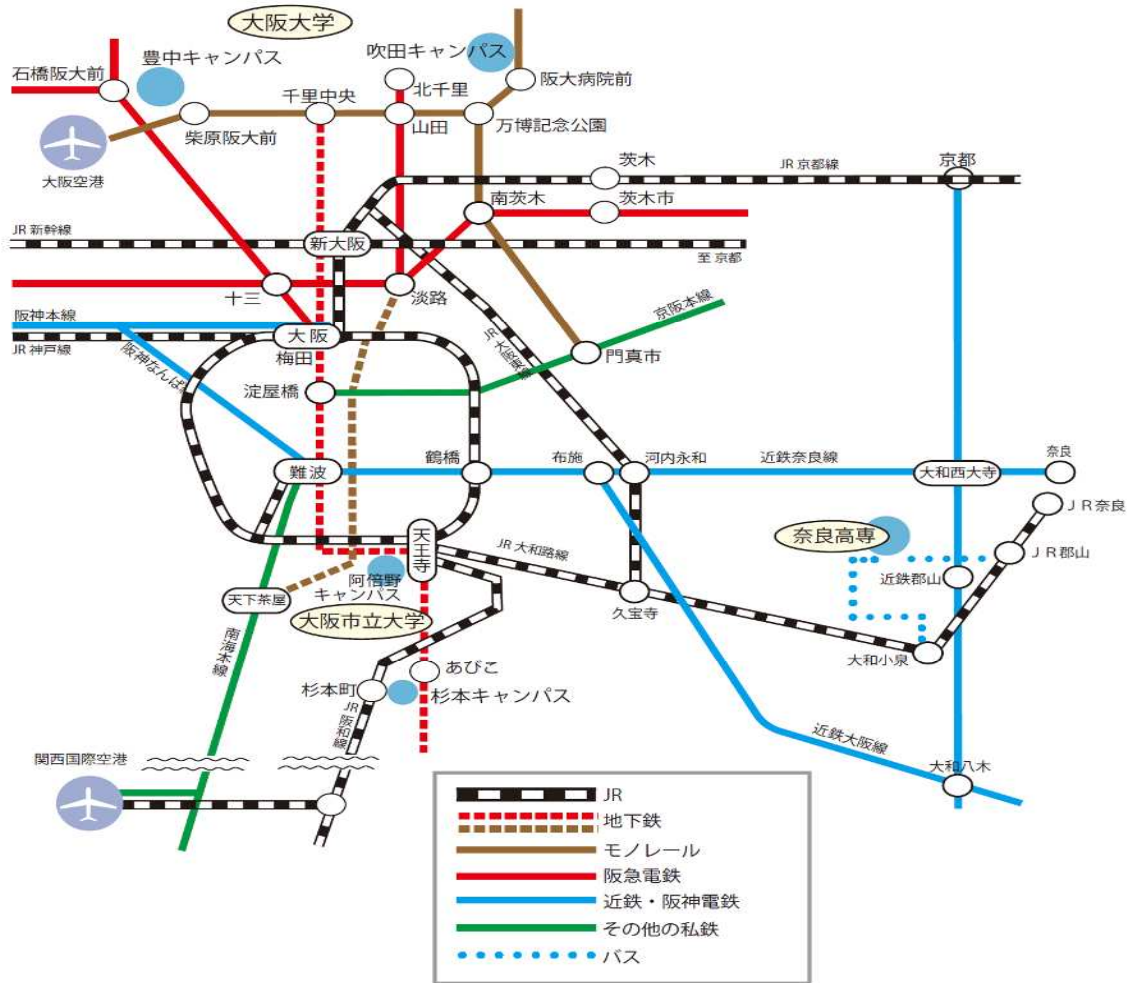 大阪大学
豊中キャンパス
吹田キャンパス
石橋阪大前
北千里
阪大病院前
千里中央
柴原阪大前
山田
万博記念公園
大阪空港
茨木
JR 京都線
京都
南茨木
茨木市
JR 新幹線
新大阪
至 京都
十三
淡路
京阪本線
阪神本線
大阪
JR 神戸線
梅田
阪神なんば
JR 大阪東線
門真市
淀屋橋
鶴橋
布施
河内永和
近鉄奈良線
奈良
難波
大和西大寺
JR奈良
天王寺
奈良高専
JR郡山
JR 大和路線
阿倍野
キャンパス
近鉄郡山
天下茶屋
大阪市立大学
久宝寺
大和小泉
南海本線
あびこ
杉本町
杉本キャンパス
JR 阪和線
近鉄大阪線
関西国際空港
大和八木
JR
地下鉄
モノレール
阪急電鉄
近鉄・阪神電鉄
その他の私鉄
バス